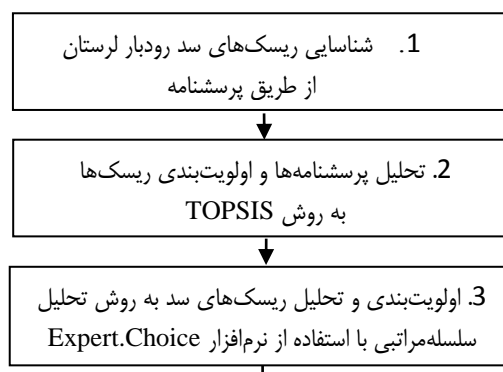 1. شناسایی ریسک‌های سد رودبار لرستان
از طریق پرسشنامه
2. تحلیل پرسشنامه‌ها و اولویت‌بندی ریسک‌ها
به روش TOPSIS
3. اولویت‌بندی و تحلیل ریسک‌های سد به روش تحلیل
سلسله‌مراتبی با استفاده از نرم‌افزار Expert.Choice